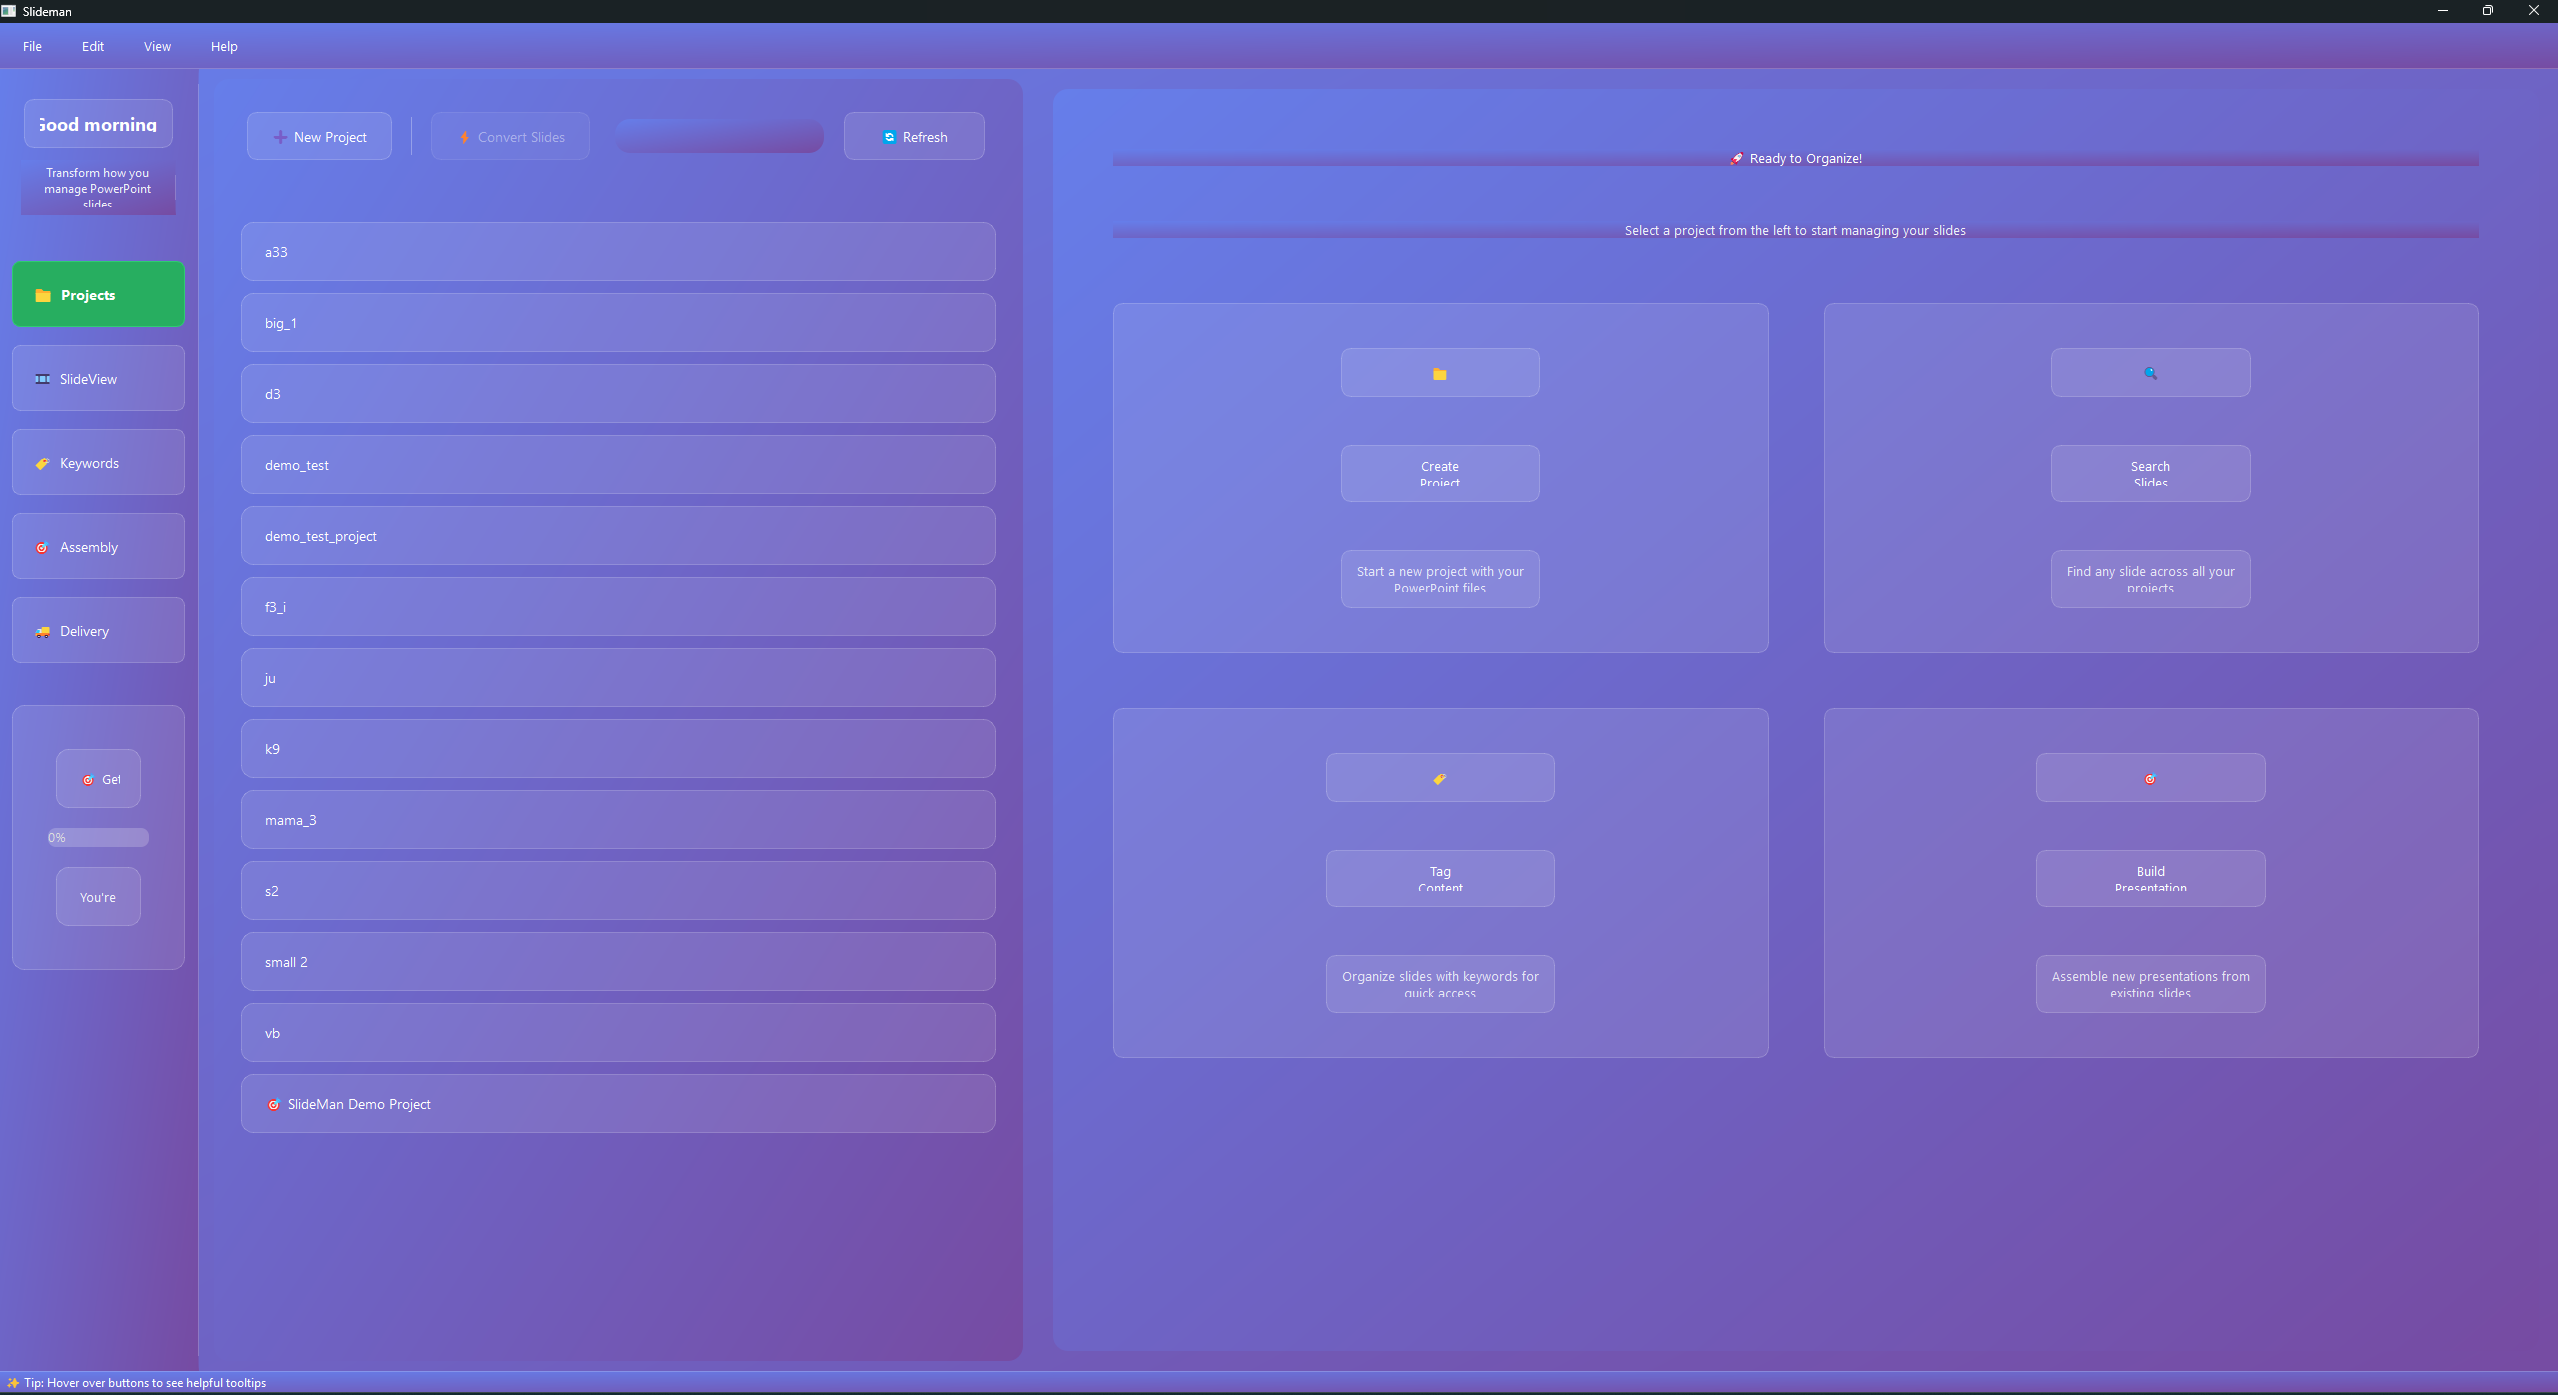 Slideman
File
Edit
View
Help
Good morning
Transform how you
manage PowerPoint
slides
Projects
SlideView
Keywords
Assembly
Delivery
Get
0%
You're
New Project
Convert Slides
Refresh
a33
big_1
d3
demo_test
demo_test_project
f3_i
ju
k9
mama_3
s2
small 2
vb
SlideMan Demo Project
Ready to Organize!
Select a project from the left to start managing your slides
Create
Project
Start a new project with your
PowerPoint files
Search
Slides
Find any slide across all your
projects
Tag
Content
Organize slides with keywords for
quick access
Build
Presentation
Assemble new presentations from
existing slides
Tip: Hover over buttons to see helpful tooltips